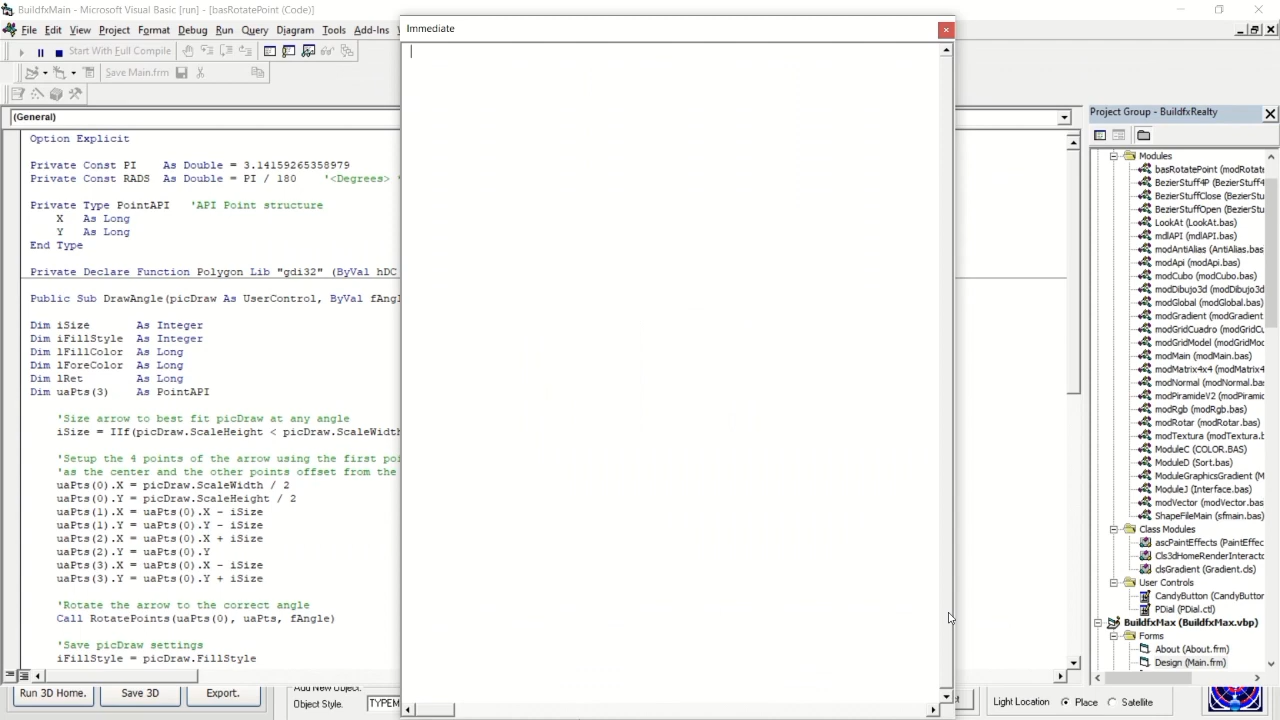 BuildfxMain - Microsoft Visual Basic [run] - [basRotatePoint (Code)]
File Edit View Project Format Debug Run Query Diagram Tools Add-Ins
Start With Full Compile
Save Main.frm
Immediate
(General)
Option Explicit
Private Const PI As Double = 3.14159265358979
Private Const RADS As Double = PI / 180 '<Degrees>
Private Type PointAPI 'API Point structure
X As Long
Y As Long
End Type
Private Declare Function Polygon Lib "gdi32" (ByVal hDC
Public Sub DrawAngle(picDraw As UserControl, ByVal fAngl
Dim iSize As Integer
Dim iFillStyle As Integer
Dim lFillColor As Long
Dim lForeColor As Long
Dim lRet As Long
Dim uaPts(3) As PointAPI
'Size arrow to best fit picDraw at any angle
iSize = IIf(picDraw.ScaleHeight < picDraw.ScaleWidth
'Setup the 4 points of the arrow using the first poi
'as the center and the other points offset from the
uaPts(0).X = picDraw.ScaleWidth / 2
uaPts(0).Y = picDraw.ScaleHeight / 2
uaPts(1).X = uaPts(0).X - iSize
uaPts(1).Y = uaPts(0).Y - iSize
uaPts(2).X = uaPts(0).X + iSize
uaPts(2).Y = uaPts(0).Y
uaPts(3).X = uaPts(0).X - iSize
uaPts(3).Y = uaPts(0).Y + iSize
'Rotate the arrow to the correct angle
Call RotatePoints(uaPts(0), uaPts, fAngle)
'Save picDraw settings
iFillStyle = picDraw.FillStyle
Project Group - BuildfxRealty
Modules
basRotatePoint (modRotat
BezierStuff4P (BezierStuff4
BezierStuffClose (BezierStu
BezierStuffOpen (BezierStu
LookAt (LookAt.bas)
mdlAPI (mdlAPI.bas)
modAntiAlias (AntiAlias.bas
modApi (modApi.bas)
modCubo (modCubo.bas)
modDibujo3d (modDibujo3d
modGlobal (modGlobal.bas)
modGradient (modGradient
modGridCuadro (modGridCu
modGridModel (modGridMoc
modMain (modMain.bas)
modMatrix4x4 (modMatrix4
modNormal (modNormal.ba
modPiramideV2 (modPiramic
modRgb (modRgb.bas)
modRotar (modRotar.bas)
modTextura (modTextura.b
ModuleC (COLOR.BAS)
ModuleD (Sort.bas)
ModuleGraphicsGradient (M
ModuleJ (Interface.bas)
modVector (modVector.bas
ShapeFileMain (sfmain.bas)
Class Modules
ascPaintEffects (PaintEffec
Cls3dHomeRenderInteracto
clsGradient (Gradient.cls)
User Controls
CandyButton (CandyButton
PDial (PDial.ctl)
BuildfxMax (BuildfxMax.vbp)
Forms
About (About.frm)
Design (Main.frm)
Run 3D Home. Save 3D Export.
Add New Object:
Object Style. TYPEM
Light Location Place Satellite